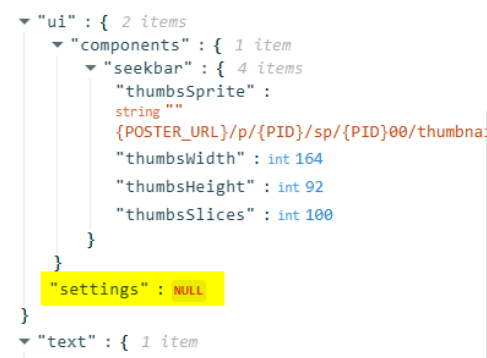 "ui" : { 2 items
"components" : { 1 item
"seekbar" : { 4 items
"thumbsSprite" :
string ""
{POSTER_URL}/p/{PID}/sp/{PID}00/thumbnai
"thumbsWidth" : int 164
"thumbsHeight" : int 92
"thumbsSlices" : int 100
}
}
"settings" : NULL
}
"text" : { 1 item